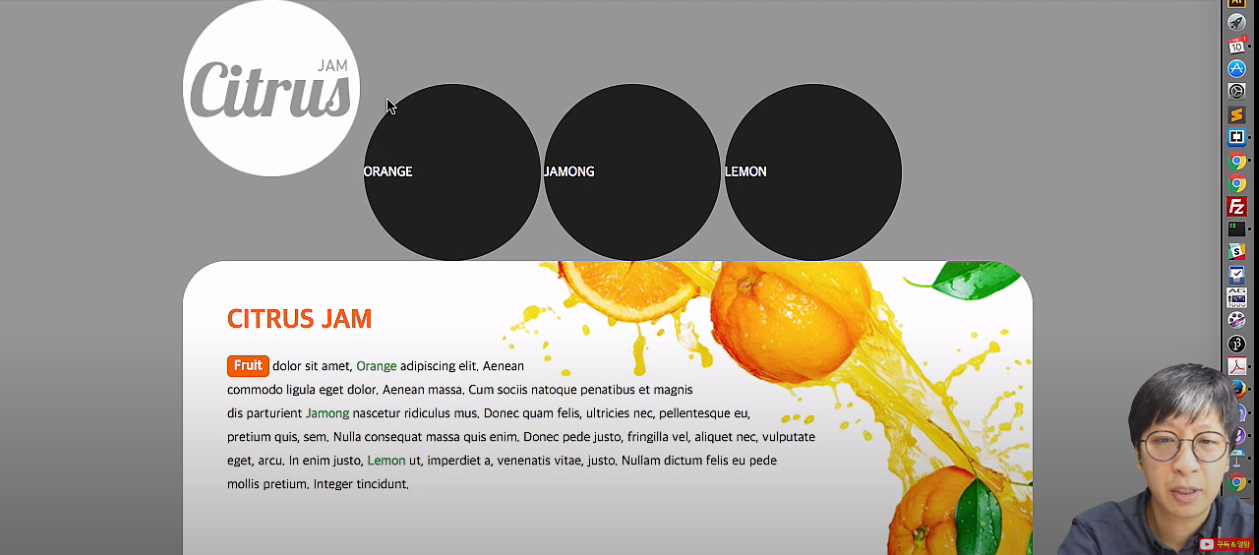 JAM
Citrus
ORANGE
JAMONG
LEMON
CITRUS JAM
Fruit dolor sit amet, Orange adipiscing elit. Aenean
commodo ligula eget dolor. Aenean massa. Cum sociis natoque penatibus et magnis
dis parturient Jamong nascetur ridiculus mus. Donec quam felis, ultricies nec, pellentesque eu,
pretium quis, sem. Nulla consequat massa quis enim. Donec pede justo, fringilla vel, aliquet nec, vulputate
eget, arcu. In enim justo, Lemon ut, imperdiet a, venenatis vitae, justo. Nullam dictum felis eu pede
mollis pretium. Integer tincidunt.
10
Fz
S
구독 & 알림